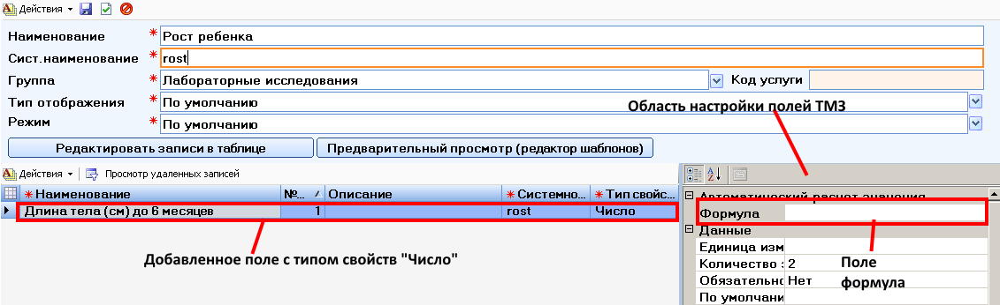 Действия
Наименование * Рост ребенка
Сист.наименование * rost
Группа * Лабораторные исследования Код услуги
Тип отображения * По умолчанию
Область настройки полей ТМЗ
Режим * По умолчанию
Редактировать записи в таблице Предварительный просмотр (редактор шаблонов)
Действия Просмотр удаленных записей
* Наименование №... Описание * Системно... * Тип свойс...
Длина тела (см) до 6 месяцев 1 rost Число
Автоматический расчет значения
Формула
Данные
Единица изм
Количество : 2
Обязательно Нет
По умолчани
Добавленное поле с типом свойств "Число"
Поле
формула